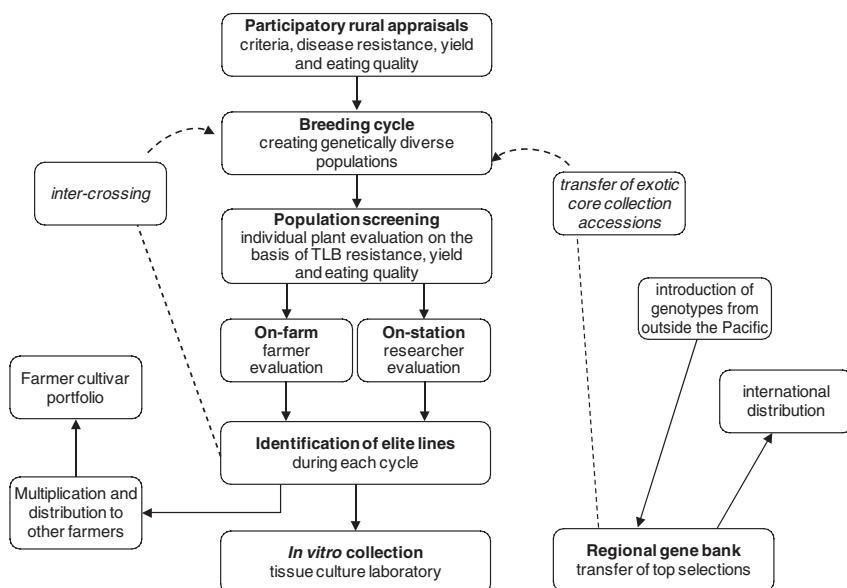 Participatory rural appraisals
criteria, disease resistance, yield
and eating quality
Breeding cycle
creating genetically diverse
populations
inter-crossing
transfer of exotic
core collection
accessions
Population screening
individual plant evaluation on the
basis of TLB resistance, yield
and eating quality
introduction of
genotypes from
outside the Pacific
On-farm
farmer
evaluation
On-station
researcher
evaluation
Farmer cultivar
portfolio
international
distribution
Identification of elite lines
during each cycle
Multiplication and
distribution to
other farmers
In vitro collection
tissue culture laboratory
Regional gene bank
transfer of top selections